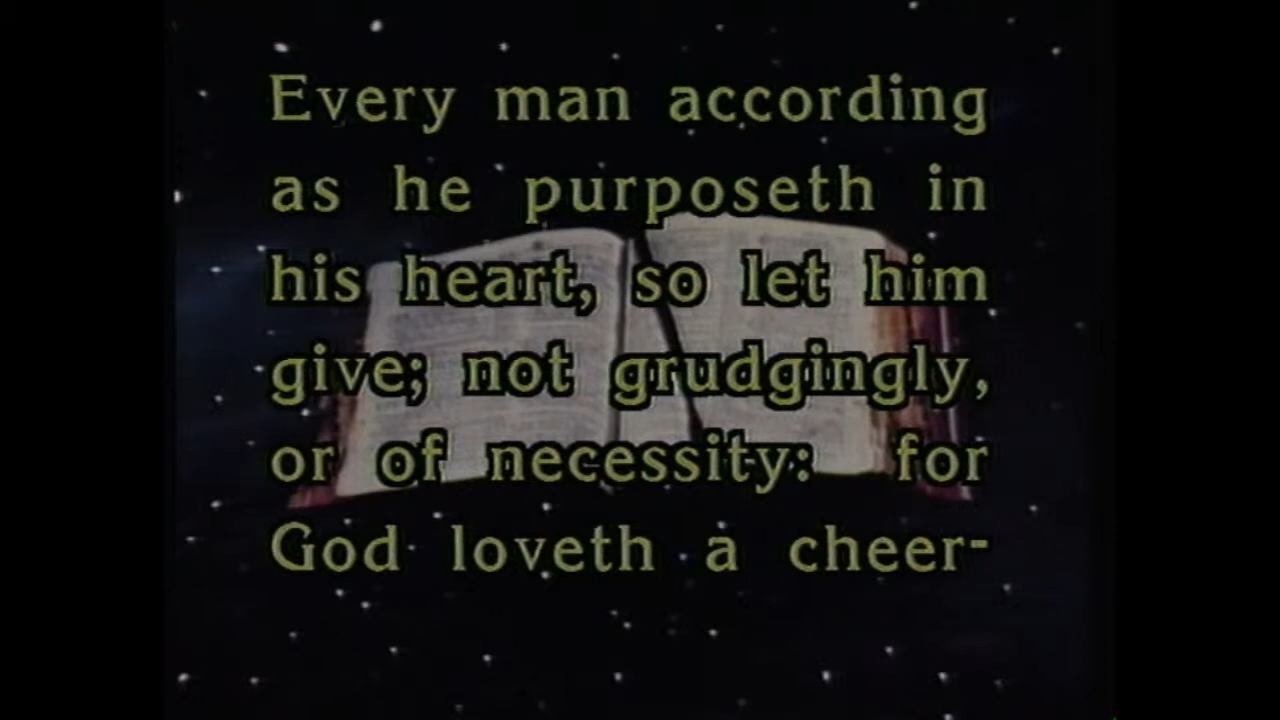 Every man according
as he purposeth in
his heart, so let him
give; not grudgingly,
or of necessity: for
God loveth a cheer-